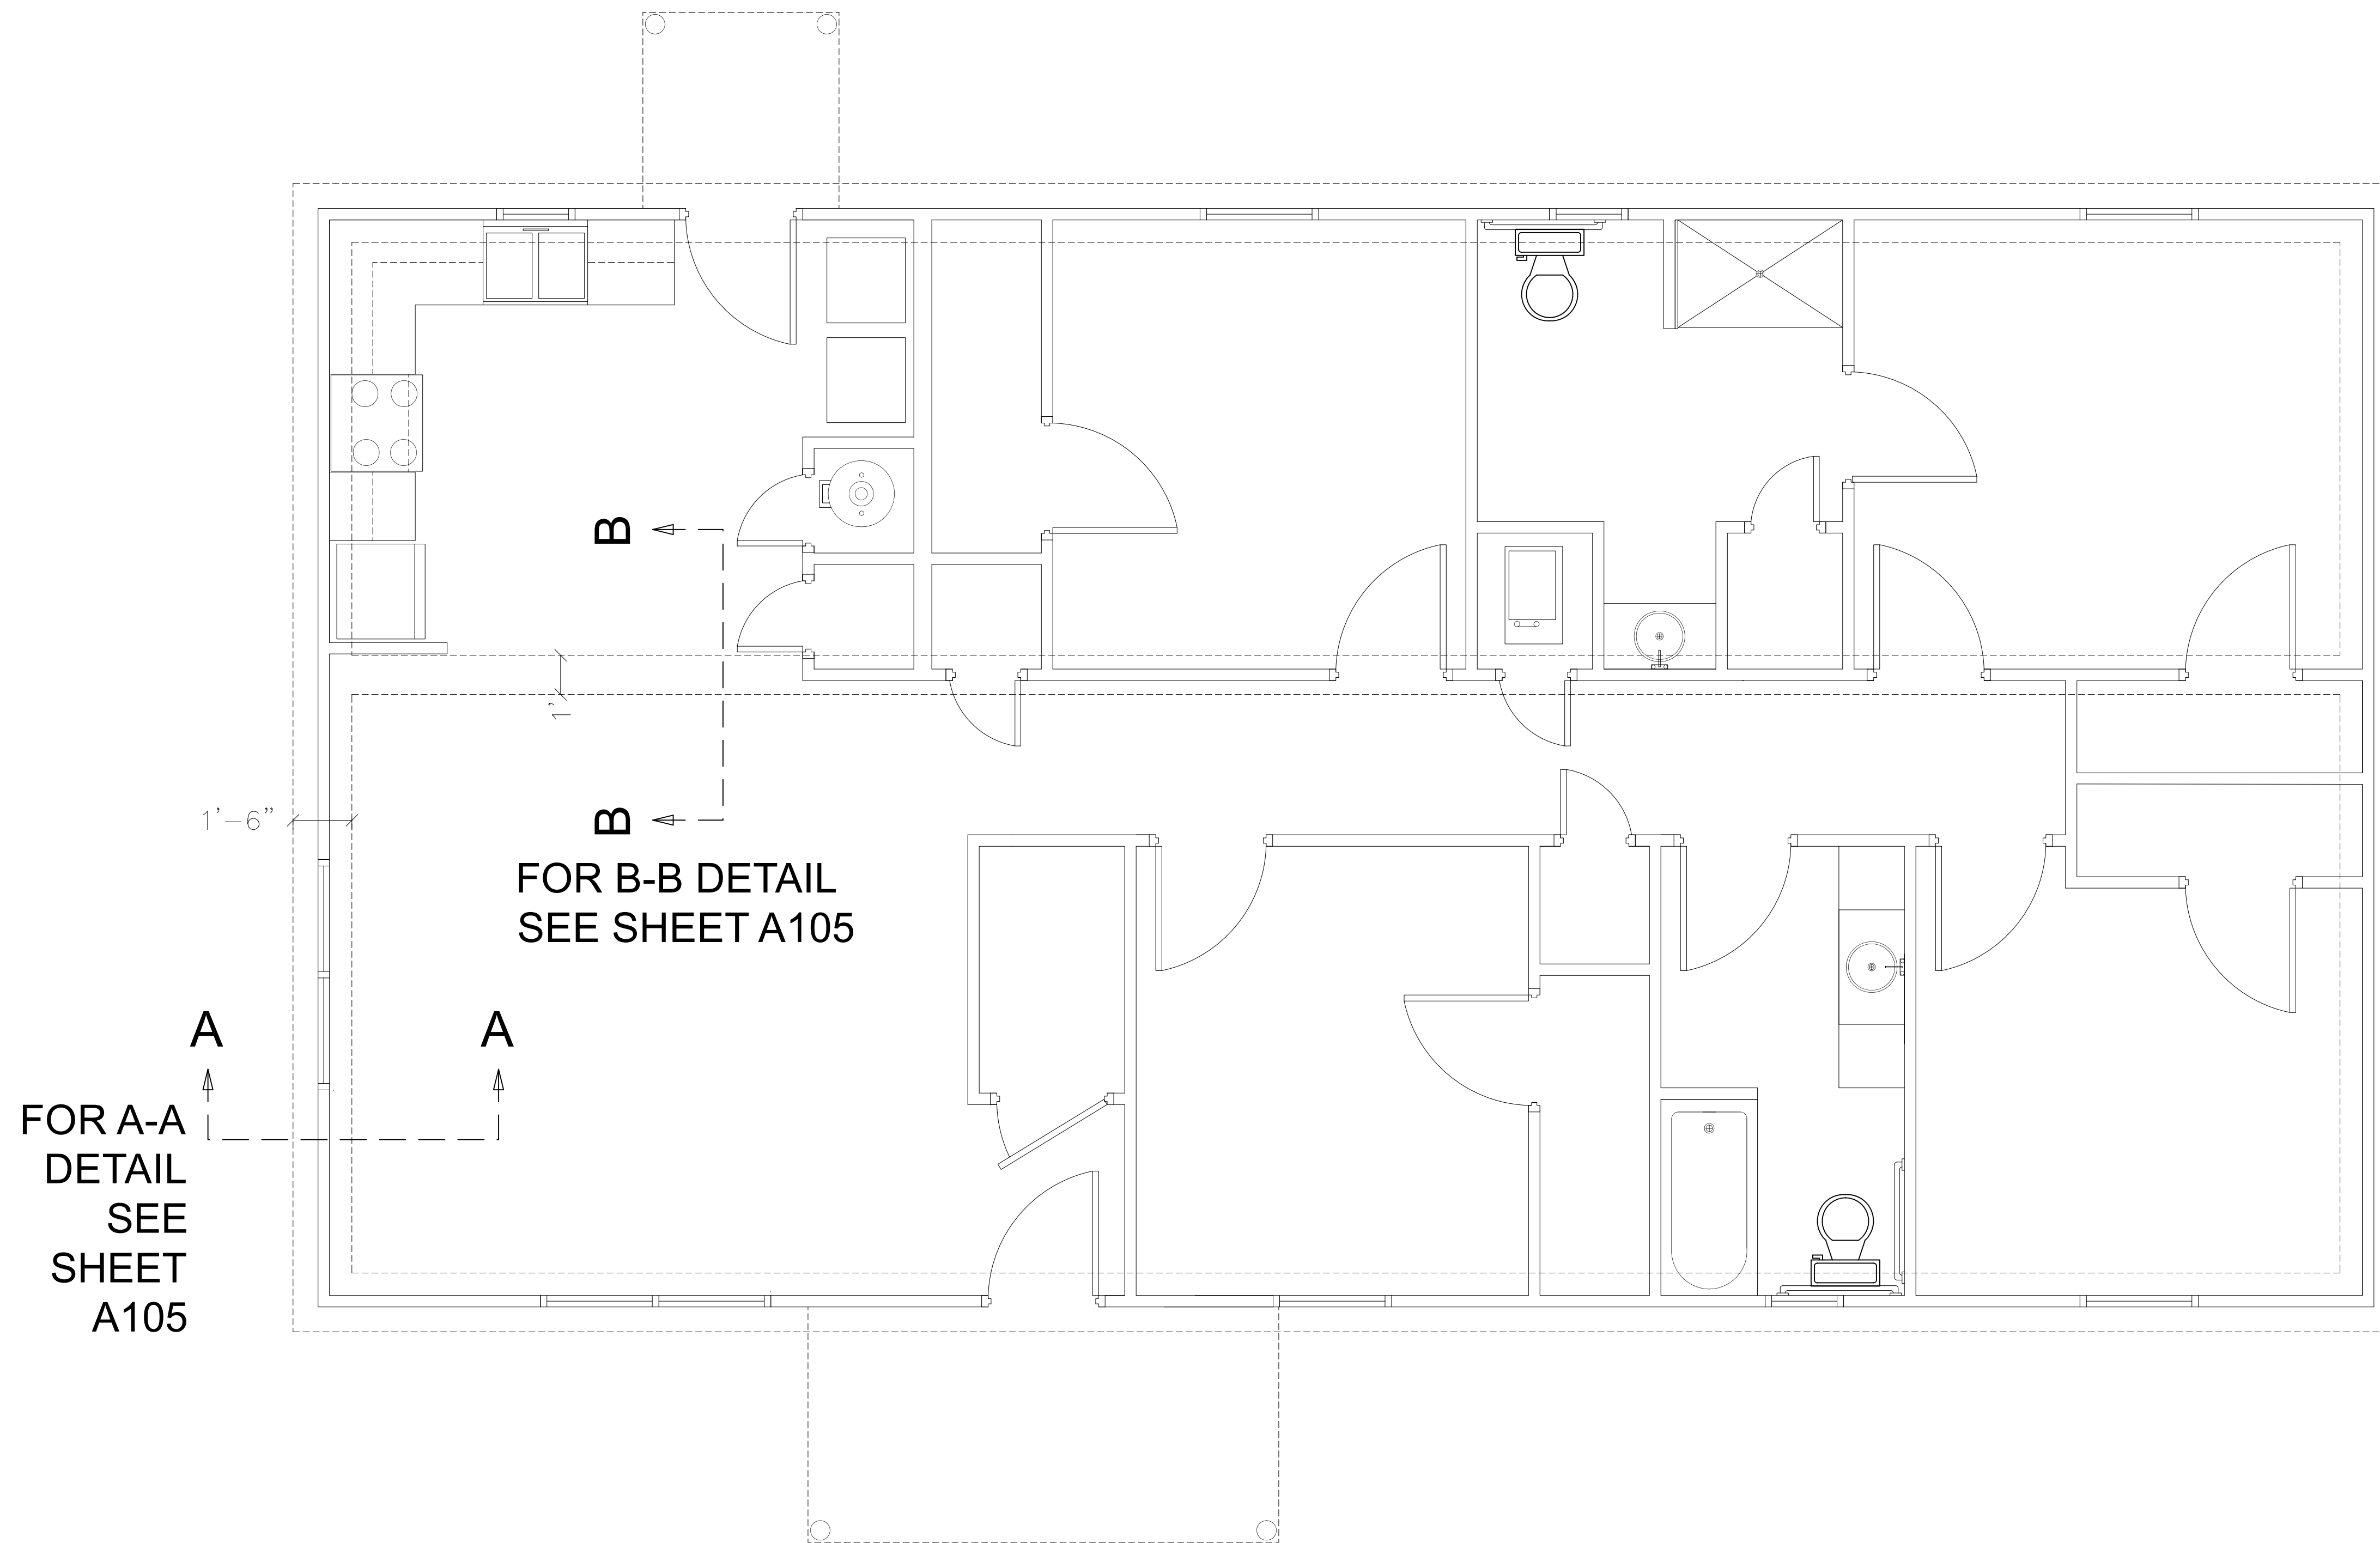 B
1'
1'-6"
B
FOR B-B DETAIL
SEE SHEET A105
A
A
FOR A-A
DETAIL
SEE
SHEET
A105